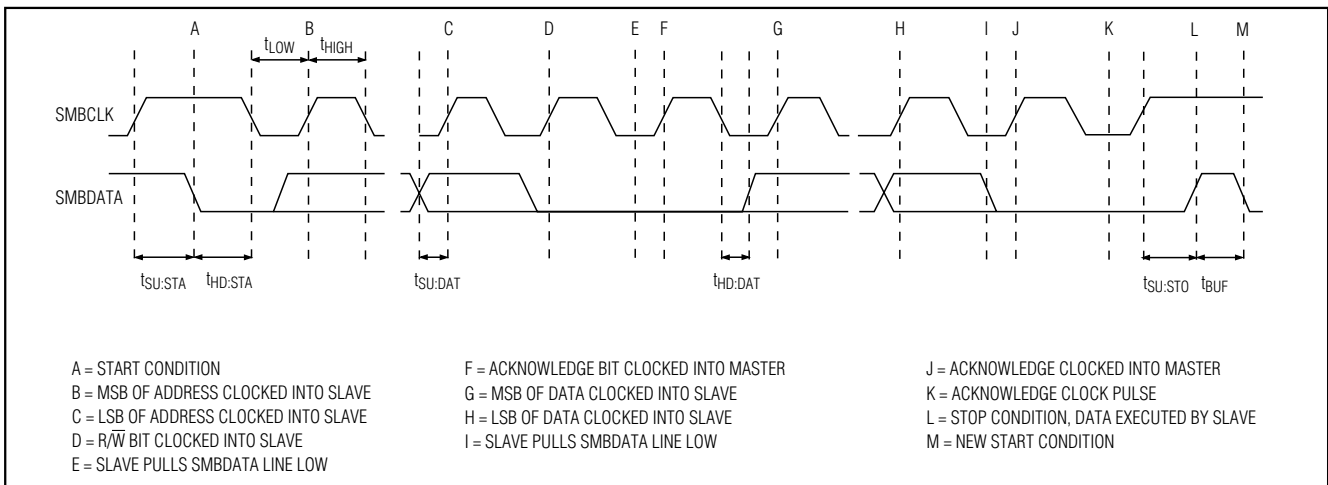 A B C D E F G H I J K L M
tLOW tHIGH
SMBCLK
SMBDATA
tSU:STA tHD:STA tSU:DAT tHD:DAT tSU:STO tBUF
A = START CONDITION
B = MSB OF ADDRESS CLOCKED INTO SLAVE
C = LSB OF ADDRESS CLOCKED INTO SLAVE
D = R/W̅ BIT CLOCKED INTO SLAVE
E = SLAVE PULLS SMBDATA LINE LOW
F = ACKNOWLEDGE BIT CLOCKED INTO MASTER
G = MSB OF DATA CLOCKED INTO SLAVE
H = LSB OF DATA CLOCKED INTO SLAVE
I = SLAVE PULLS SMBDATA LINE LOW
J = ACKNOWLEDGE CLOCKED INTO MASTER
K = ACKNOWLEDGE CLOCK PULSE
L = STOP CONDITION, DATA EXECUTED BY SLAVE
M = NEW START CONDITION